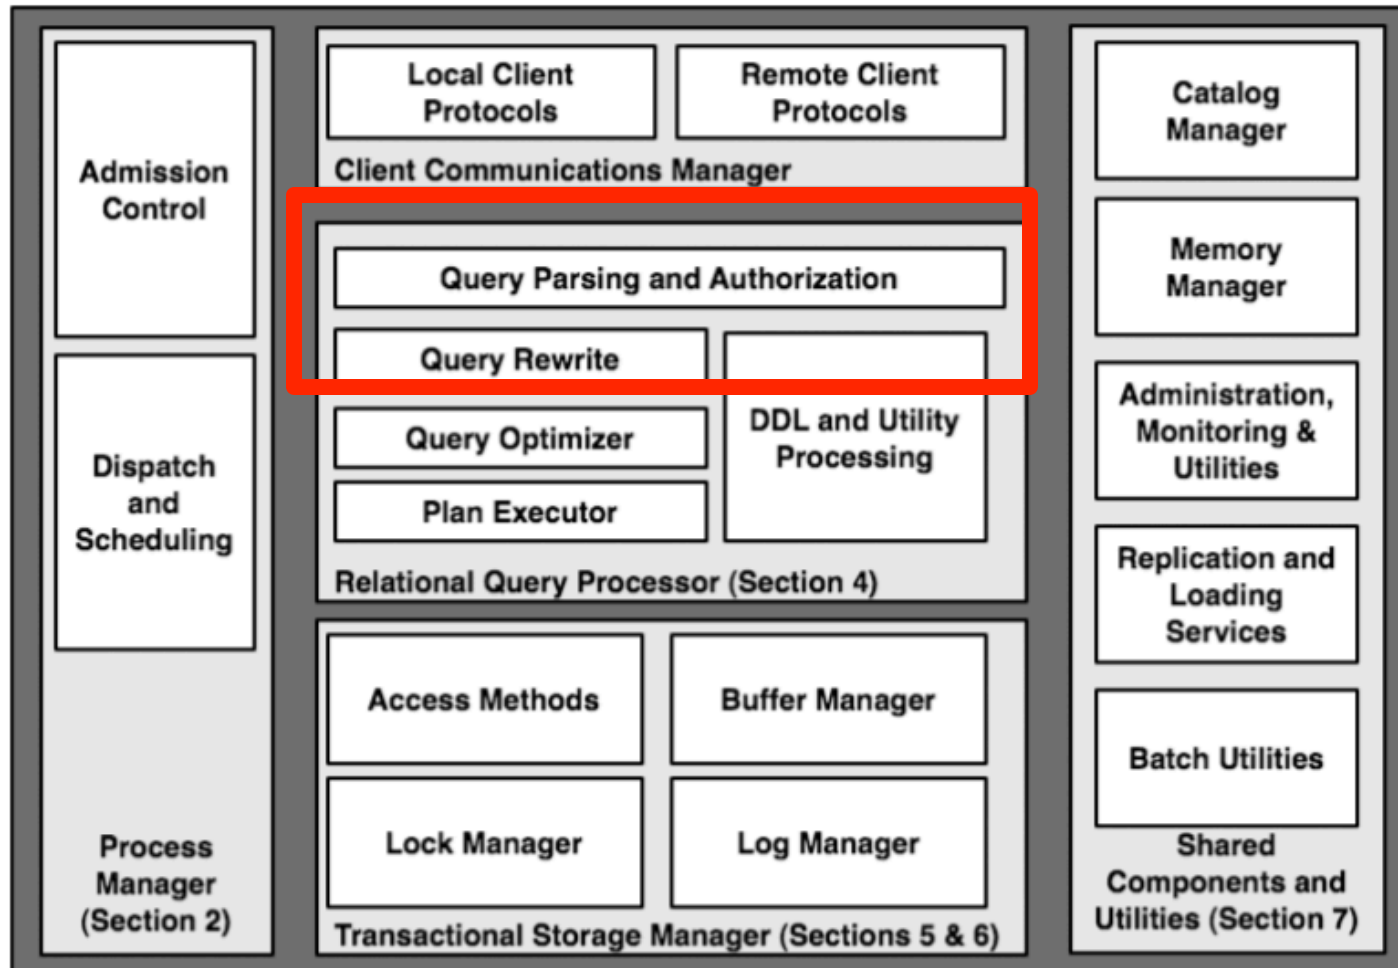 Admission
Control
Dispatch
and
Scheduling
Process
Manager
(Section 2)
Local Client
Protocols
Remote Client
Protocols
Client Communications Manager
Query Parsing and Authorization
Query Rewrite
Query Optimizer
Plan Executor
DDL and Utility
Processing
Relational Query Processor (Section 4)
Access Methods
Buffer Manager
Lock Manager
Log Manager
Transactional Storage Manager (Sections 5 & 6)
Catalog
Manager
Memory
Manager
Administration,
Monitoring &
Utilities
Replication and
Loading
Services
Batch Utilities
Shared
Components and
Utilities (Section 7)